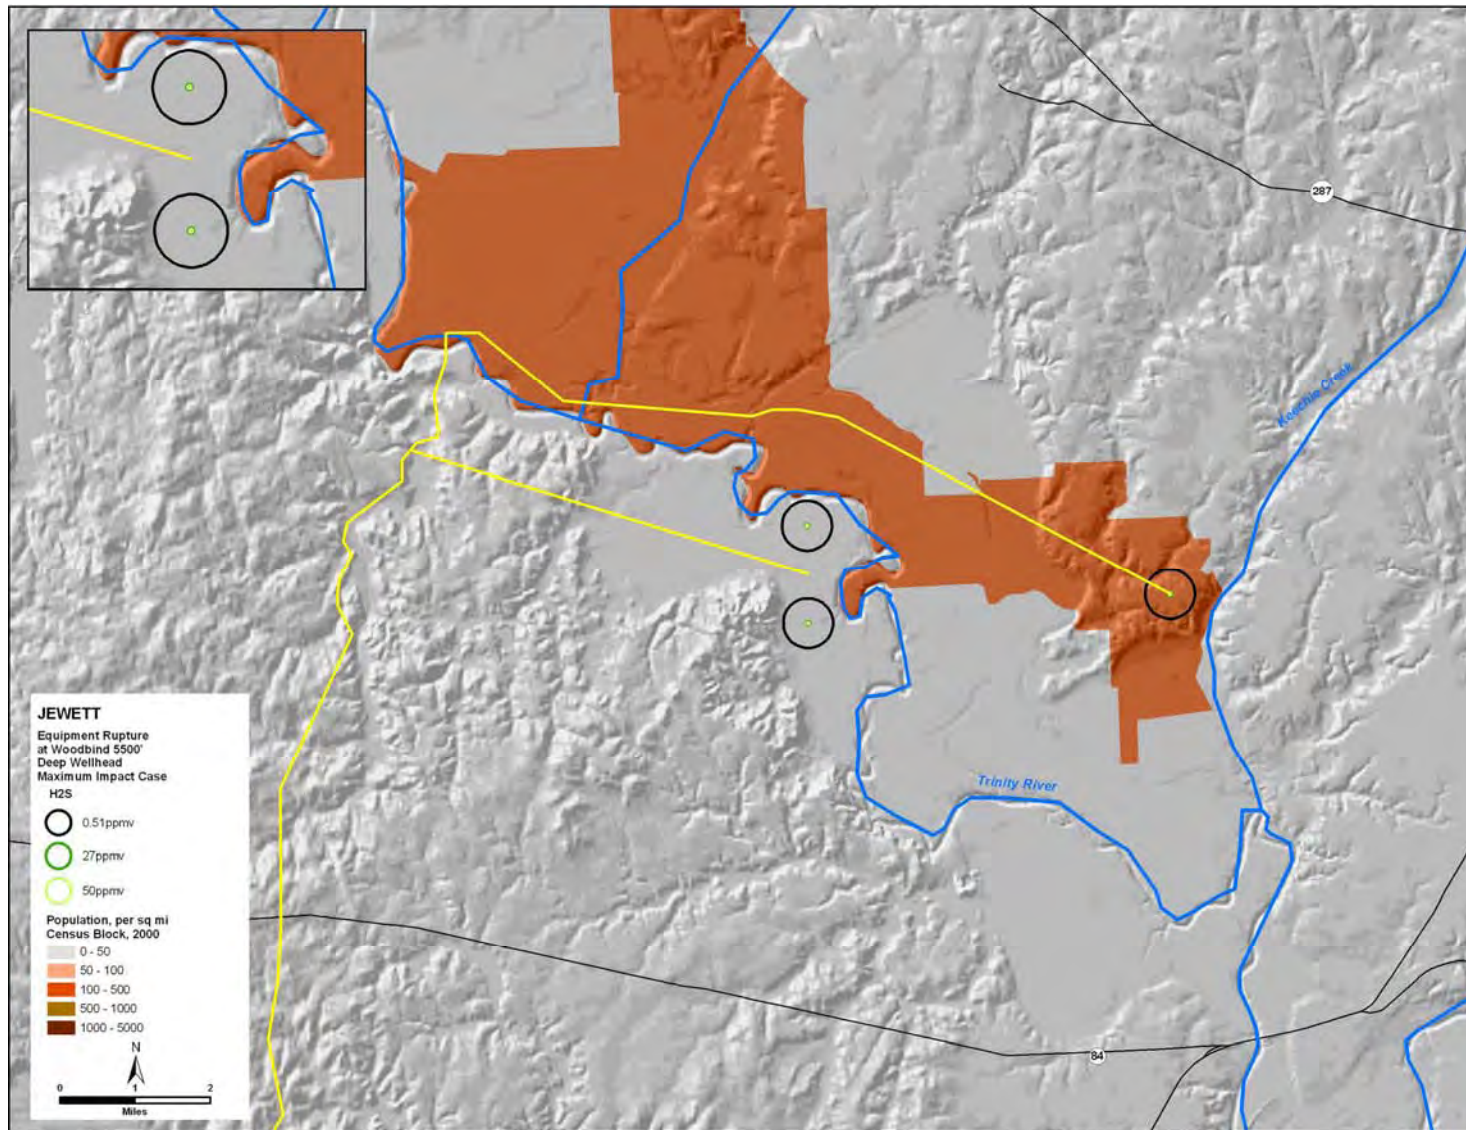 287
Keechie Creek
Trinity River
84
JEWETT
Equipment Rupture
at Woodbind 5500'
Deep Wellhead
Maximum Impact Case
H2S
0.51ppmv
27ppmv
50ppmv
Population, per sq mi
Census Block, 2000
0 - 50
50 - 100
100 - 500
500 - 1000
1000 - 5000
N
0 1 2
Miles